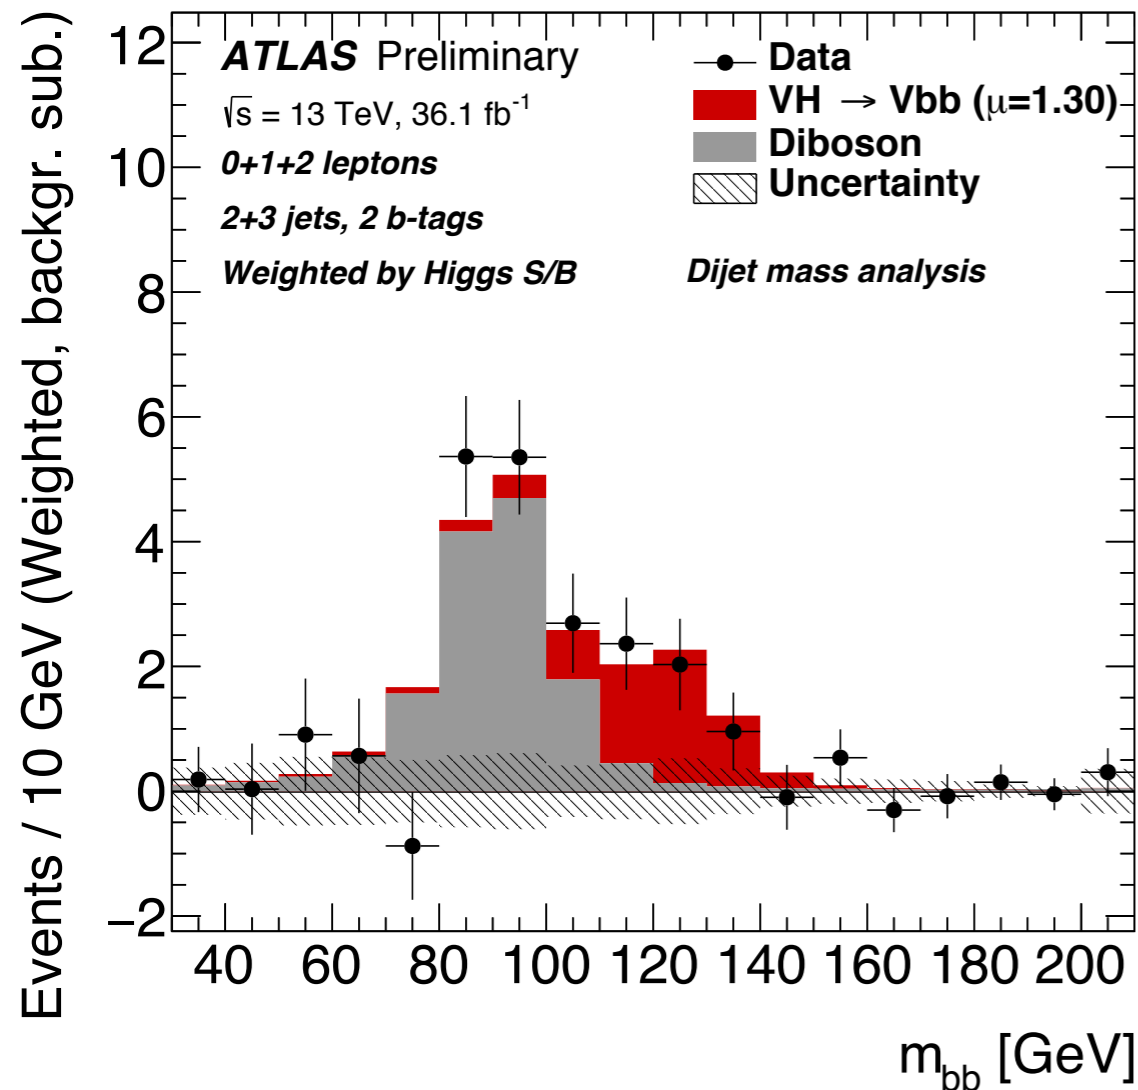 Events / 10 GeV (Weighted, backgr. sub.)
12
10
8
6
4
2
0
−2
ATLAS Preliminary
√s = 13 TeV, 36.1 fb-1
0+1+2 leptons
2+3 jets, 2 b-tags
Weighted by Higgs S/B
Data
VH → Vbb (μ=1.30)
Diboson
Uncertainty
Dijet mass analysis
40 60 80 100 120 140 160 180 200
mbb [GeV]